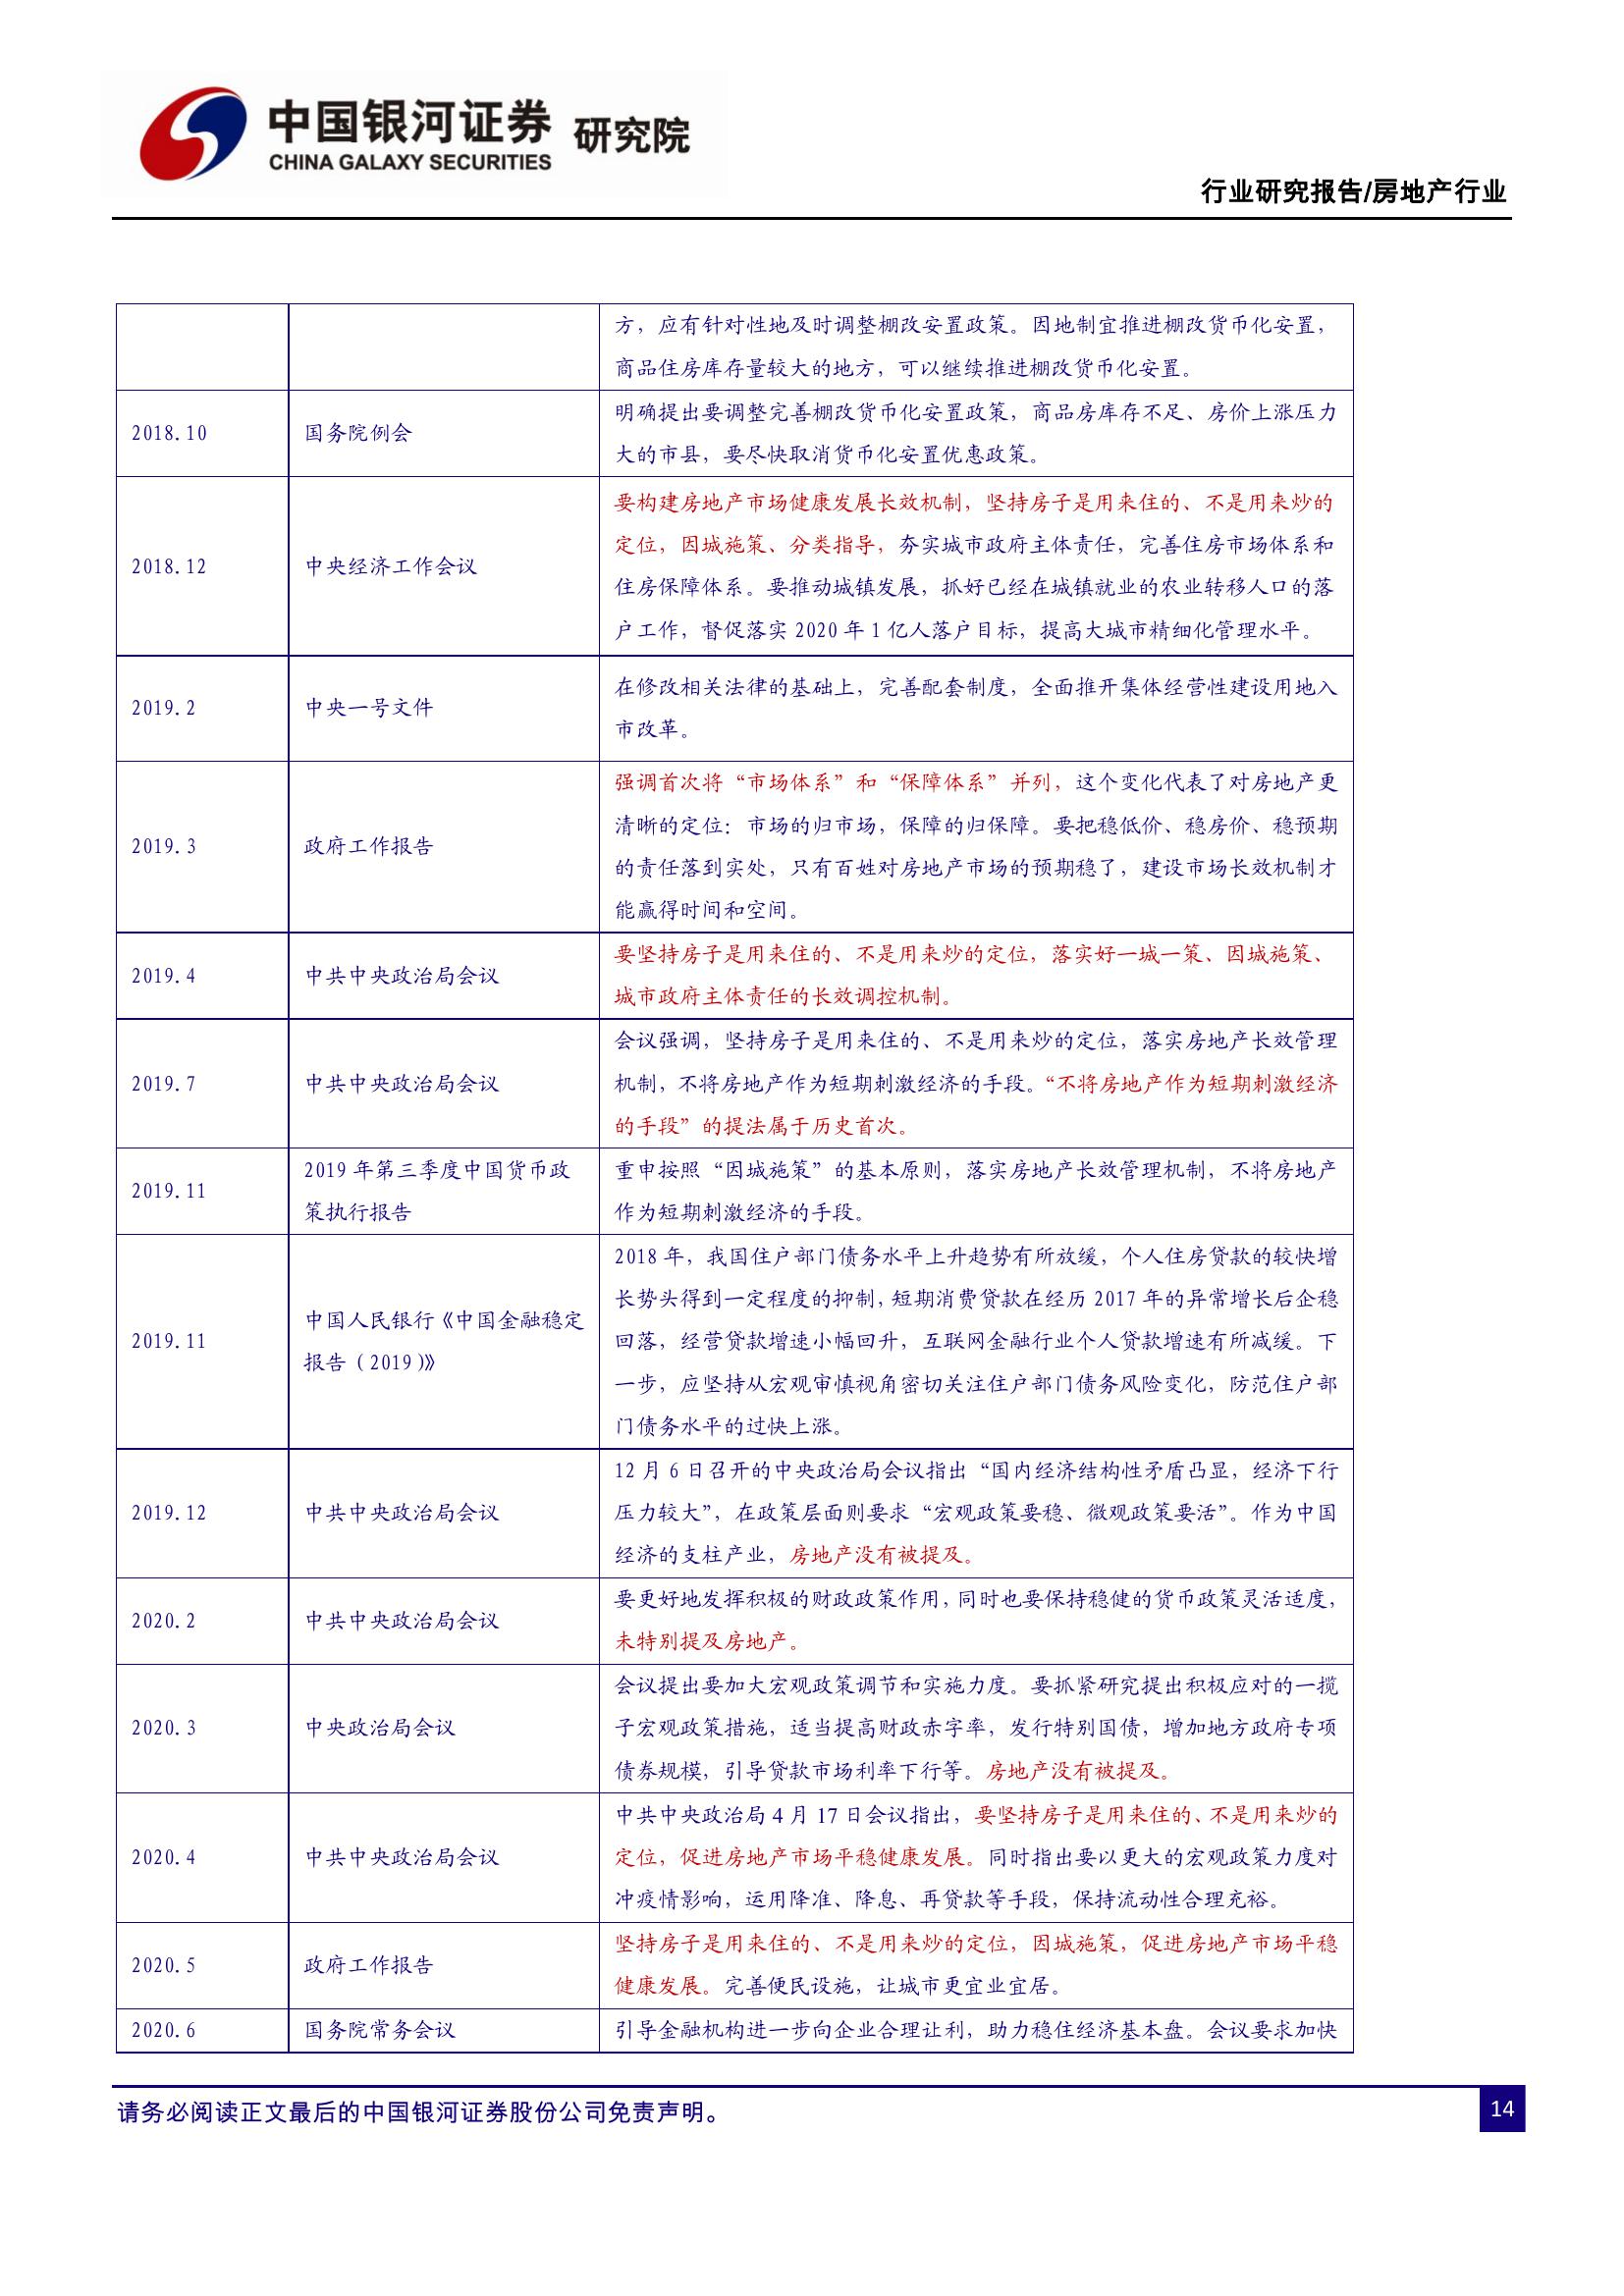 中国银河证券 研究院
CHINA GALAXY SECURITIES
行业研究报告/房地产行业
方，应有针对性地及时调整棚改安置政策。因地制宜推进棚改货币化安置，
商品住房库存量较大的地方，可以继续推进棚改货币化安置。
2018.10
国务院例会
明确提出要调整完善棚改货币化安置政策，商品房库存不足、房价上涨压力
大的市县，要尽快取消货币化安置优惠政策。
2018.12
中央经济工作会议
要构建房地产市场健康发展长效机制，坚持房子是用来住的、不是用来炒的
定位，因城施策、分类指导，夯实城市政府主体责任，完善住房市场体系和
住房保障体系。要推动城镇发展，抓好已经在城镇就业的农业转移人口的落
户工作，督促落实 2020 年 1 亿人落户目标，提高大城市精细化管理水平。
2019.2
中央一号文件
在修改相关法律的基础上，完善配套制度，全面推开集体经营性建设用地入
市改革。
2019.3
政府工作报告
强调首次将“市场体系”和“保障体系”并列，这个变化代表了对房地产更
清晰的定位：市场的归市场，保障的归保障。要把稳低价、稳房价、稳预期
的责任落到实处，只有百姓对房地产市场的预期稳了，建设市场长效机制才
能赢得时间和空间。
2019.4
中共中央政治局会议
要坚持房子是用来住的、不是用来炒的定位，落实好一城一策、因城施策、
城市政府主体责任的长效调控机制。
2019.7
中共中央政治局会议
会议强调，坚持房子是用来住的、不是用来炒的定位，落实房地产长效管理
机制，不将房地产作为短期刺激经济的手段。“不将房地产作为短期刺激经济
的手段”的提法属于历史首次。
2019.11
2019 年第三季度中国货币政
策执行报告
重申按照“因城施策”的基本原则，落实房地产长效管理机制，不将房地产
作为短期刺激经济的手段。
2019.11
中国人民银行《中国金融稳定
报告（2019）》
2018 年，我国住户部门债务水平上升趋势有所放缓，个人住房贷款的较快增
长势头得到一定程度的抑制，短期消费贷款在经历 2017 年的异常增长后企稳
回落，经营贷款增速小幅回升，互联网金融行业个人贷款增速有所减缓。下
一步，应坚持从宏观审慎视角密切关注住户部门债务风险变化，防范住户部
门债务水平的过快上涨。
2019.12
中共中央政治局会议
12 月 6 日召开的中央政治局会议指出“国内经济结构性矛盾凸显，经济下行
压力较大”，在政策层面则要求“宏观政策要稳、微观政策要活”。作为中国
经济的支柱产业，房地产没有被提及。
2020.2
中共中央政治局会议
要更好地发挥积极的财政政策作用，同时也要保持稳健的货币政策灵活适度，
未特别提及房地产。
2020.3
中央政治局会议
会议提出要加大宏观政策调节和实施力度。要抓紧研究提出积极应对的一揽
子宏观政策措施，适当提高财政赤字率，发行特别国债，增加地方政府专项
债券规模，引导贷款市场利率下行等。房地产没有被提及。
2020.4
中共中央政治局会议
中共中央政治局 4 月 17 日会议指出，要坚持房子是用来住的、不是用来炒的
定位，促进房地产市场平稳健康发展。同时指出要以更大的宏观政策力度对
冲疫情影响，运用降准、降息、再贷款等手段，保持流动性合理充裕。
2020.5
政府工作报告
坚持房子是用来住的、不是用来炒的定位，因城施策，促进房地产市场平稳
健康发展。完善便民设施，让城市更宜业宜居。
2020.6
国务院常务会议
引导金融机构进一步向企业合理让利，助力稳住经济基本盘。会议要求加快
请务必阅读正文最后的中国银河证券股份公司免责声明。
14